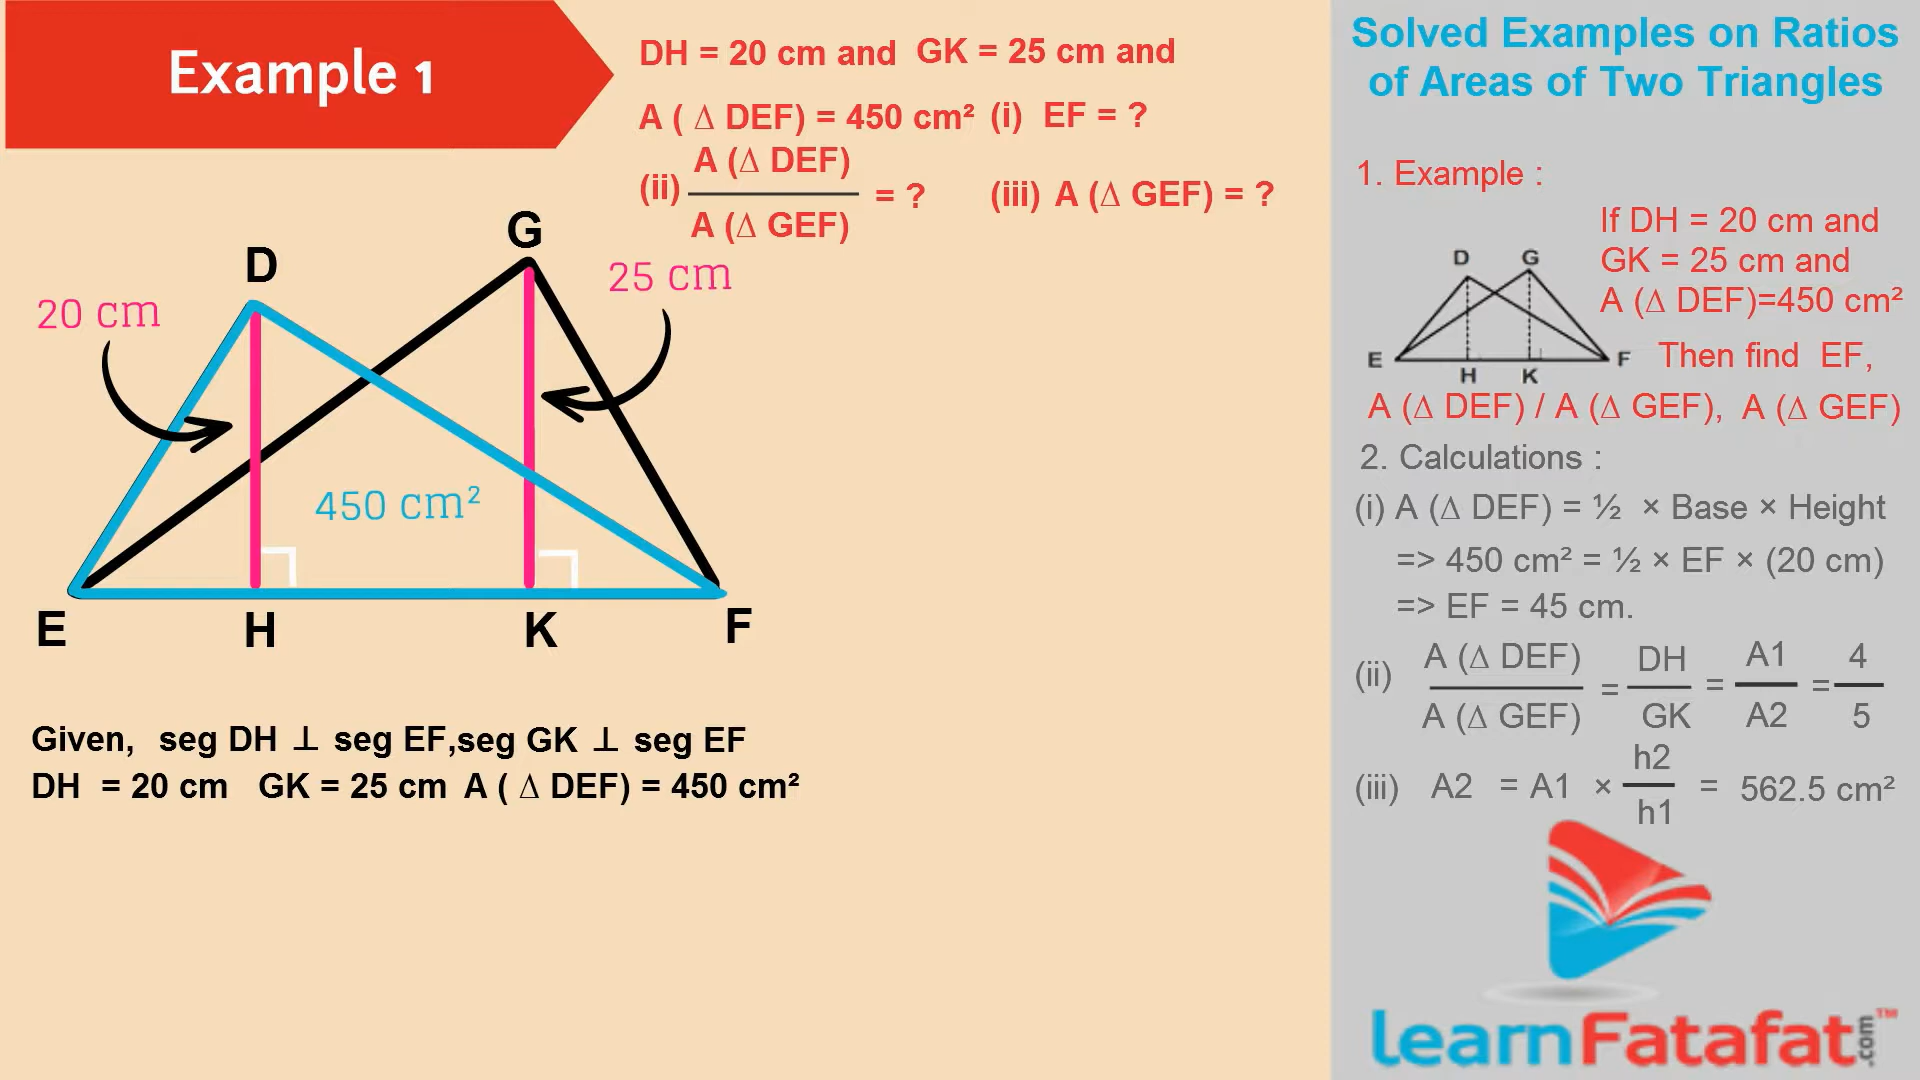 Example 1
DH = 20 cm and GK = 25 cm and
A ( Δ DEF) = 450 cm² (i) EF = ?
(ii) A (Δ DEF) / A (Δ GEF) = ? (iii) A (Δ GEF) = ?
G
D
25 cm
20 cm
450 cm²
E H K F
Given, seg DH ⊥ seg EF,seg GK ⊥ seg EF
DH = 20 cm GK = 25 cm A ( Δ DEF) = 450 cm²
Solved Examples on Ratios
of Areas of Two Triangles
1. Example :
If DH = 20 cm and
GK = 25 cm and
A (Δ DEF)=450 cm²
D G
E H K F
Then find EF,
A (Δ DEF) / A (Δ GEF), A (Δ GEF)
2. Calculations :
(i) A (Δ DEF) = ½ × Base × Height
=> 450 cm² = ½ × EF × (20 cm)
=> EF = 45 cm.
(ii) A (Δ DEF) / A (Δ GEF) = DH / GK = A1 / A2 = 4 / 5
(iii) A2 = A1 × h2 / h1 = 562.5 cm²
learnFatafat.com™